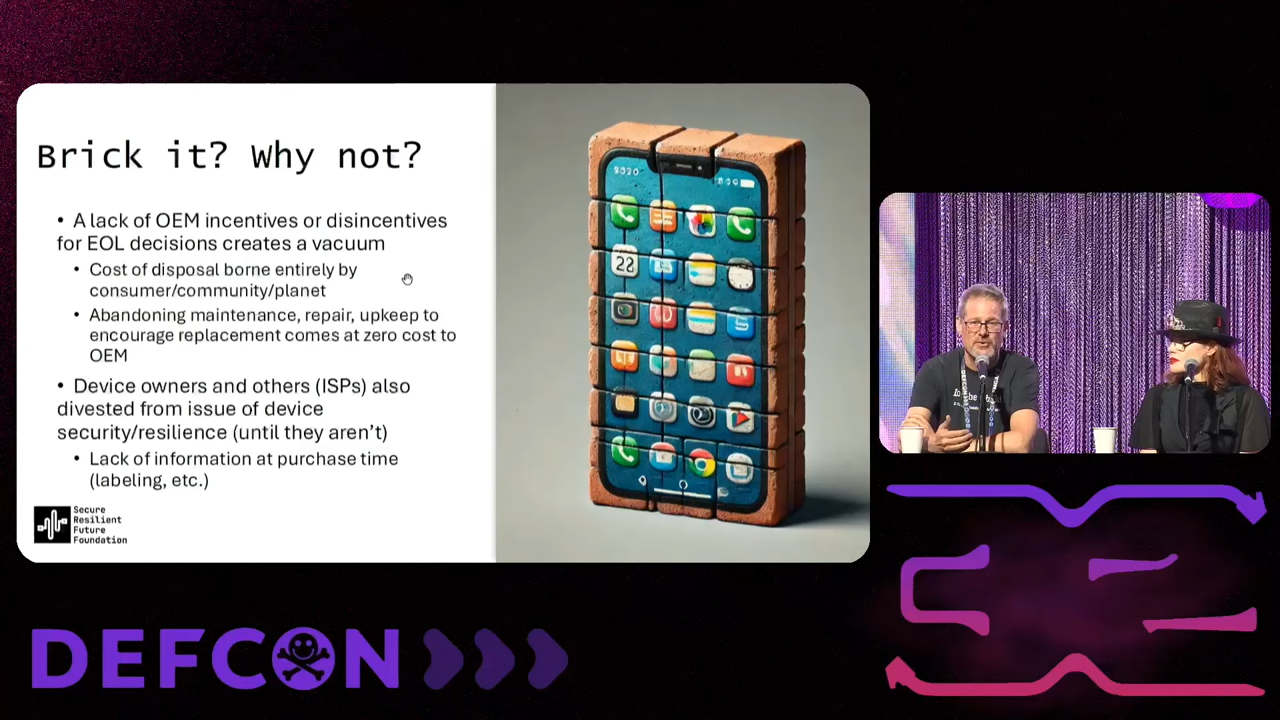 Brick it? Why not?
• A lack of OEM incentives or disincentives
for EOL decisions creates a vacuum
• Cost of disposal borne entirely by
consumer/community/planet
• Abandoning maintenance, repair, upkeep to
encourage replacement comes at zero cost to
OEM
• Device owners and others (ISPs) also
divested from issue of device
security/resilience (until they aren’t)
• Lack of information at purchase time
(labeling, etc.)
Secure
Resilient
Future
Foundation
22
DEFCON